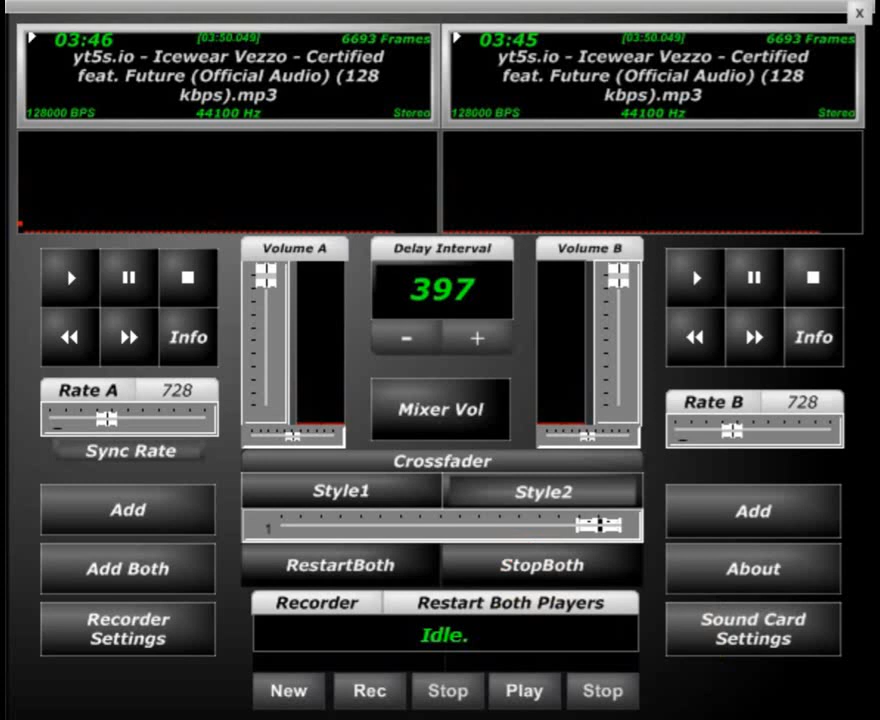 x
03:46 [03:50.049] 6693 Frames
yt5s.io - Icewear Vezzo - Certified
feat. Future (Official Audio) (128
kbps).mp3
128000 BPS 44100 Hz Stereo
03:45 [03:50.049] 6693 Frames
yt5s.io - Icewear Vezzo - Certified
feat. Future (Official Audio) (128
kbps).mp3
128000 BPS 44100 Hz Stereo
Volume A
Delay Interval
Volume B
397
- +
Info
Info
Mixer Vol
Rate A 728
Rate B 728
Sync Rate
Crossfader
Style1
Style2
1
Add
Add
RestartBoth
StopBoth
Add Both
About
Recorder
Restart Both Players
Recorder
Settings
Idle.
Sound Card
Settings
New
Rec
Stop
Play
Stop